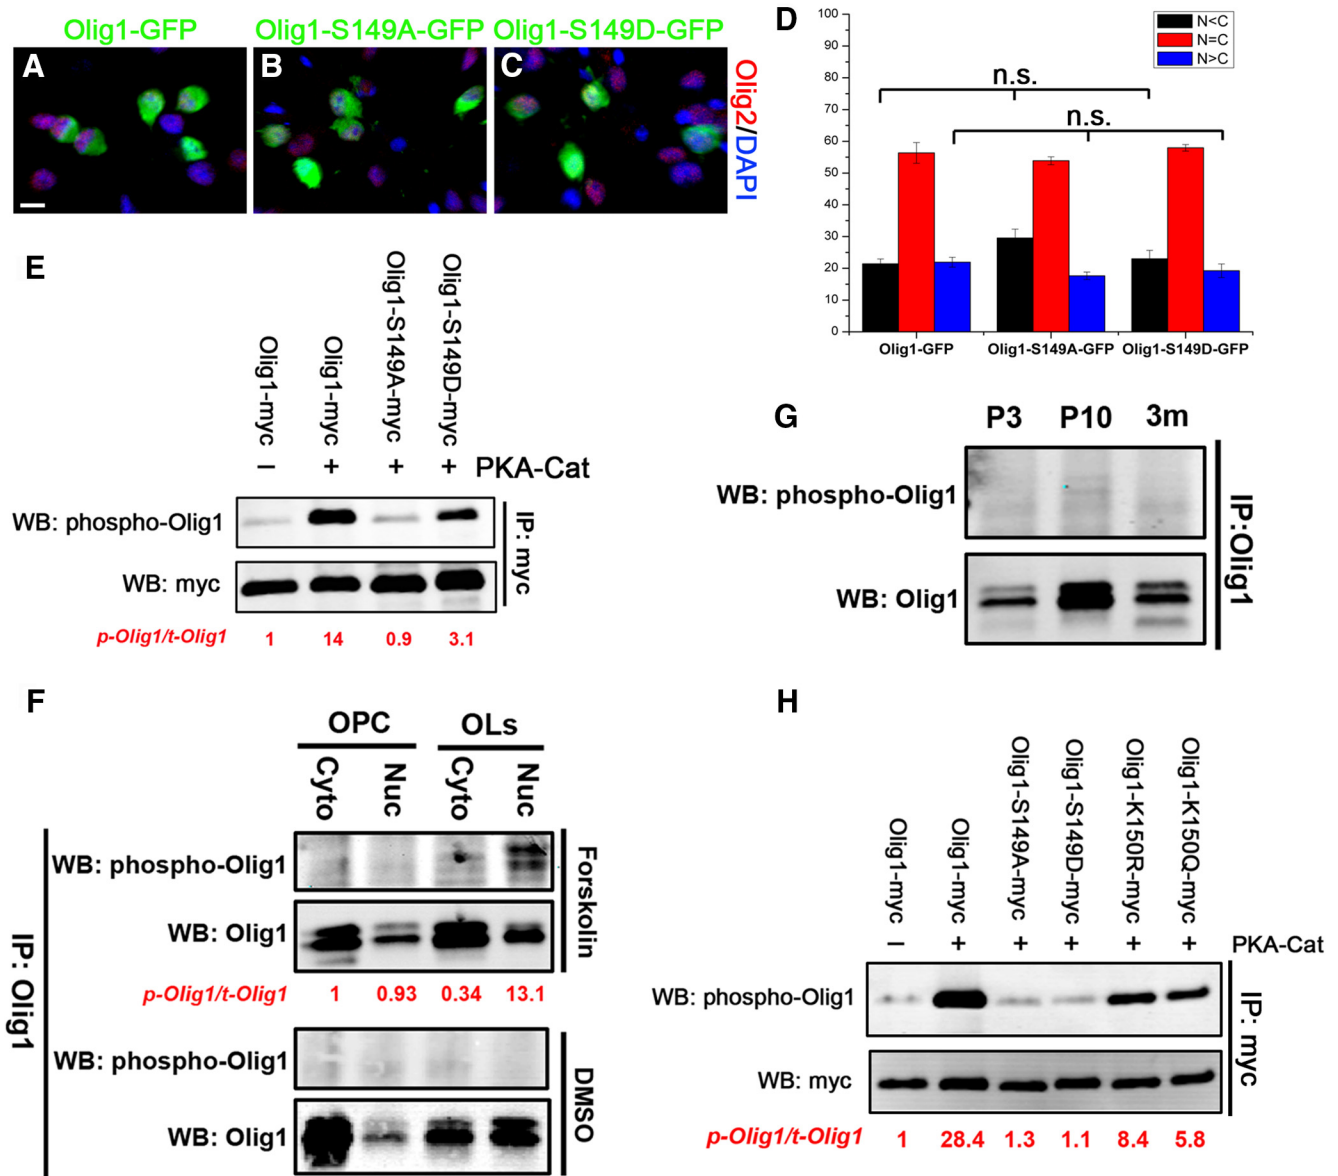 Olig1-GFP Olig1-S149A-GFP Olig1-S149D-GFP
A
B
C
Olig2/DAPI
D
100
90
80
70
60
50
40
30
20
10
0
N<C
N=C
N>C
n.s.
n.s.
Olig1-GFP Olig1-S149A-GFP Olig1-S149D-GFP
E
Olig1-myc
Olig1-myc
Olig1-S149A-myc
Olig1-S149D-myc
– + + + PKA-Cat
WB: phospho-Olig1
WB: myc
IP: myc
p-Olig1/t-Olig1 1 14 0.9 3.1
G
P3 P10 3m
WB: phospho-Olig1
WB: Olig1
IP:Olig1
F
OPC OLs
Cyto
Nuc
Cyto
Nuc
WB: phospho-Olig1
WB: Olig1
Forskolin
p-Olig1/t-Olig1 1 0.93 0.34 13.1
WB: phospho-Olig1
WB: Olig1
DMSO
IP: Olig1
H
Olig1-myc
Olig1-myc
Olig1-S149A-myc
Olig1-S149D-myc
Olig1-K150R-myc
Olig1-K150Q-myc
– + + + + + PKA-Cat
WB: phospho-Olig1
WB: myc
IP: myc
p-Olig1/t-Olig1 1 28.4 1.3 1.1 8.4 5.8